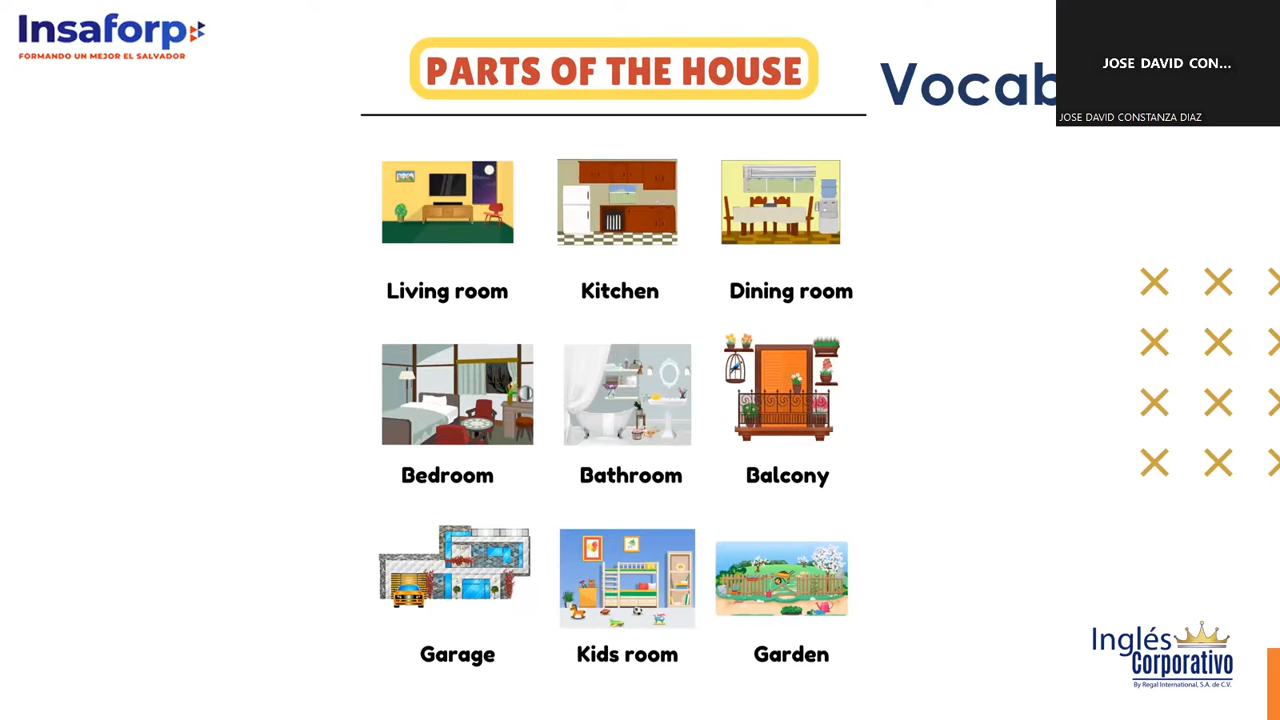 Insaforp
FORMANDO UN MEJOR EL SALVADOR
PARTS OF THE HOUSE
Vocab
JOSE DAVID CON...
JOSE DAVID CONSTANZA DIAZ
Living room
Kitchen
Dining room
Bedroom
Bathroom
Balcony
Garage
Kids room
Garden
Inglés
Corporativo
By Regal International, S.A. de C.V.